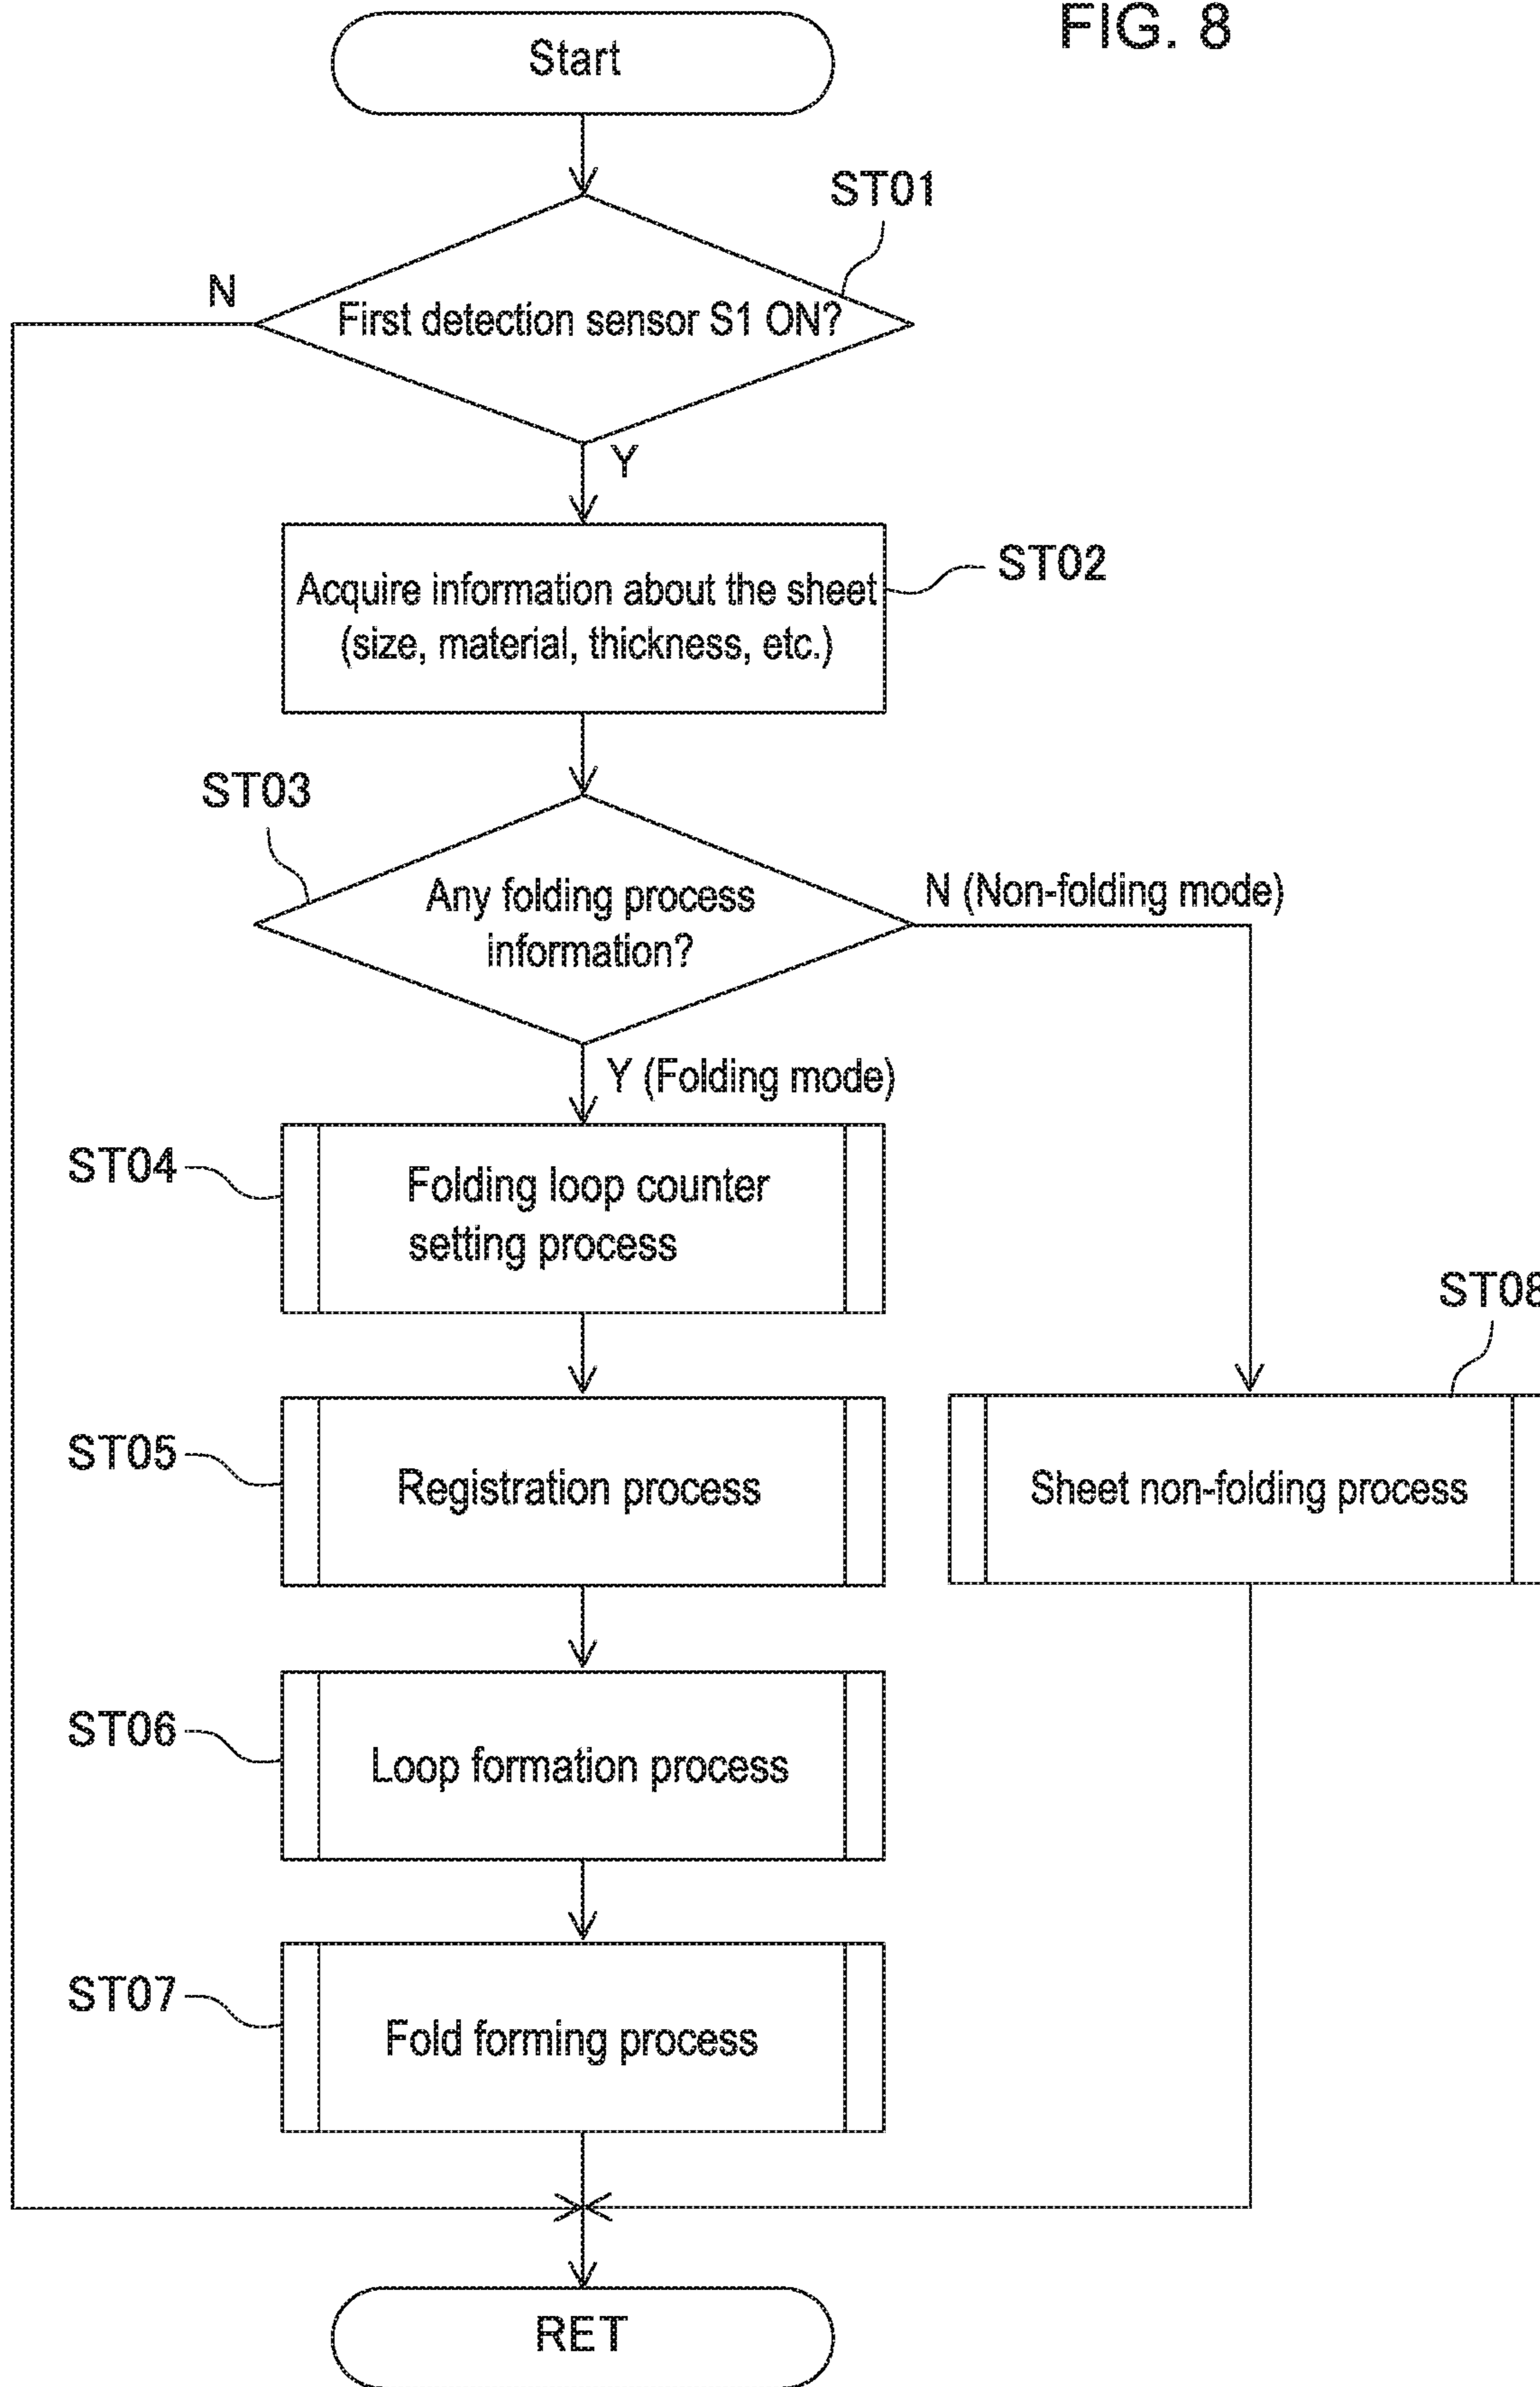 FIG. 8
Start
ST01
N
First detection sensor S1 ON?
Y
ST02
Acquire information about the sheet
(size, material, thickness, etc.)
ST03
Any folding process
information?
N (Non-folding mode)
Y (Folding mode)
ST04
Folding loop counter
setting process
ST08
ST05
Registration process
Sheet non-folding process
ST06
Loop formation process
ST07
Fold forming process
RET